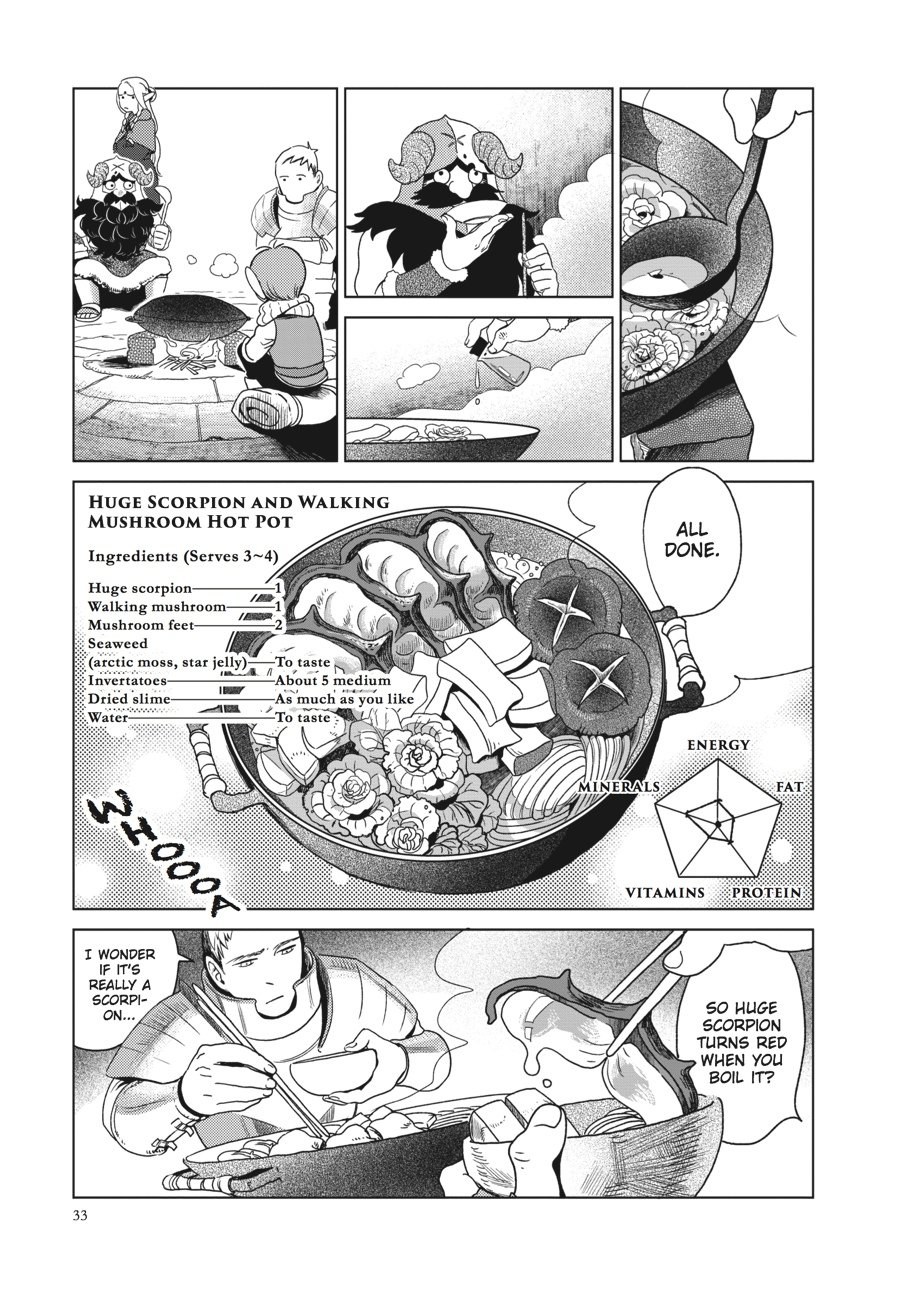 HUGE SCORPION AND WALKING
MUSHROOM HOT POT
Ingredients (Serves 3~4)
Huge scorpion 1
Walking mushroom 1
Mushroom feet 2
Seaweed
(arctic moss, star jelly) To taste
Invertatoes About 5 medium
Dried slime As much as you like
Water To taste
ALL
DONE.
ENERGY
MINERALS
FAT
VITAMINS
PROTEIN
WHOOOA
I WONDER
IF IT'S
REALLY A
SCORPI-
ON...
SO HUGE
SCORPION
TURNS RED
WHEN YOU
BOIL IT?
33